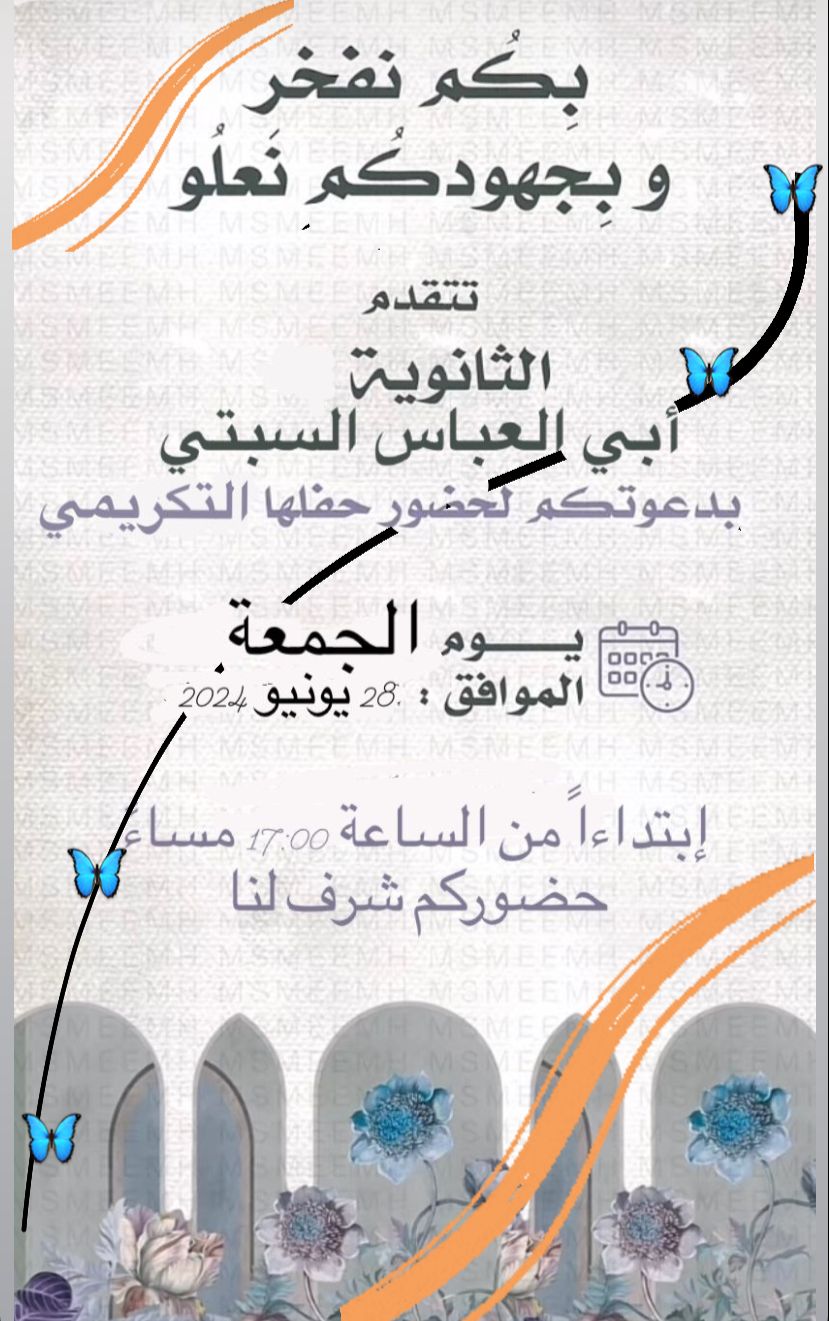 بِكُم نفخر
و بِجهودكُم نَعلُو
تتقدم
الثانوية
أبي العباس السبتي
بدعوتكم لحضور حفلها التكريمي
يـــوم الجمعة
الموافق : 28. يونيو 2024
إبتداءاً من الساعة 17:00 مساءً
حضوركم شرف لنا